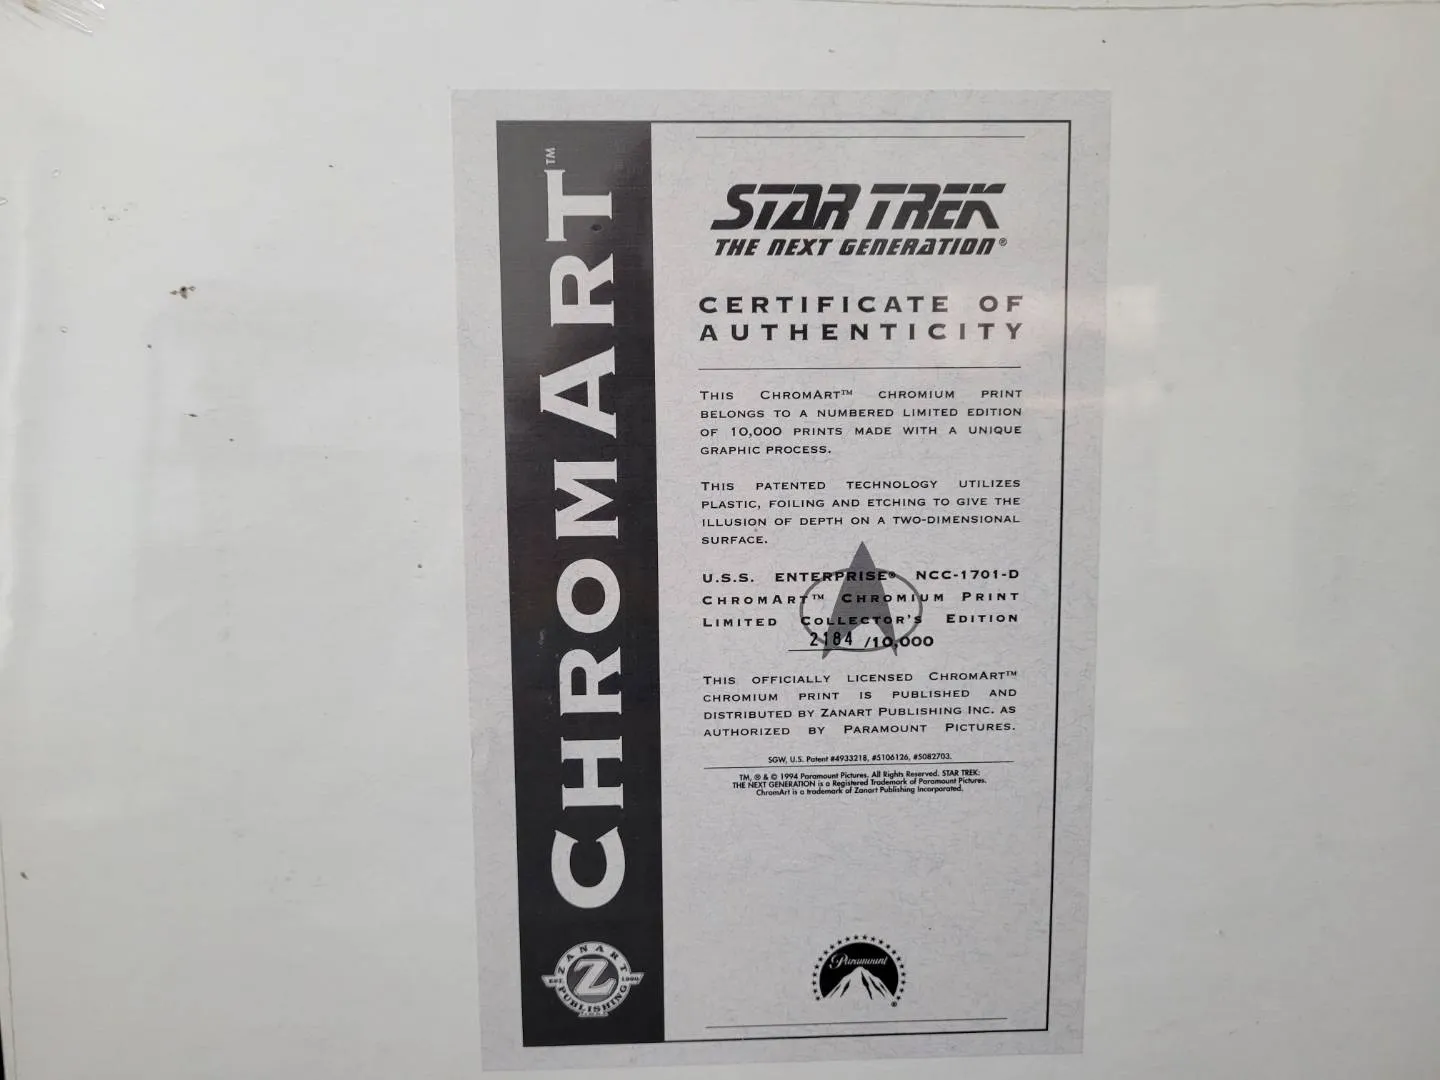 CHROMART™
STAR TREK
THE NEXT GENERATION®
CERTIFICATE OF
AUTHENTICITY
THIS CHROMART™ CHROMIUM PRINT
BELONGS TO A NUMBERED LIMITED EDITION
OF 10,000 PRINTS MADE WITH A UNIQUE
GRAPHIC PROCESS.
THIS PATENTED TECHNOLOGY UTILIZES
PLASTIC, FOILING AND ETCHING TO GIVE THE
ILLUSION OF DEPTH ON A TWO-DIMENSIONAL
SURFACE.
U.S.S. ENTERPRISE® NCC-1701-D
CHROMART™ CHROMIUM PRINT
LIMITED COLLECTOR'S EDITION
2184 /10,000
THIS OFFICIALLY LICENSED CHROMART™
CHROMIUM PRINT IS PUBLISHED AND
DISTRIBUTED BY ZANART PUBLISHING INC. AS
AUTHORIZED BY PARAMOUNT PICTURES.
SGW, U.S. Patent #4933218, #5106126, #5082703.
TM, ® & © 1994 Paramount Pictures. All Rights Reserved. STAR TREK:
THE NEXT GENERATION is a Registered Trademark of Paramount Pictures.
ChromArt is a trademark of Zanart Publishing Incorporated.
ZANART
EST. Z 1990
PUBLISHING
Paramount
®